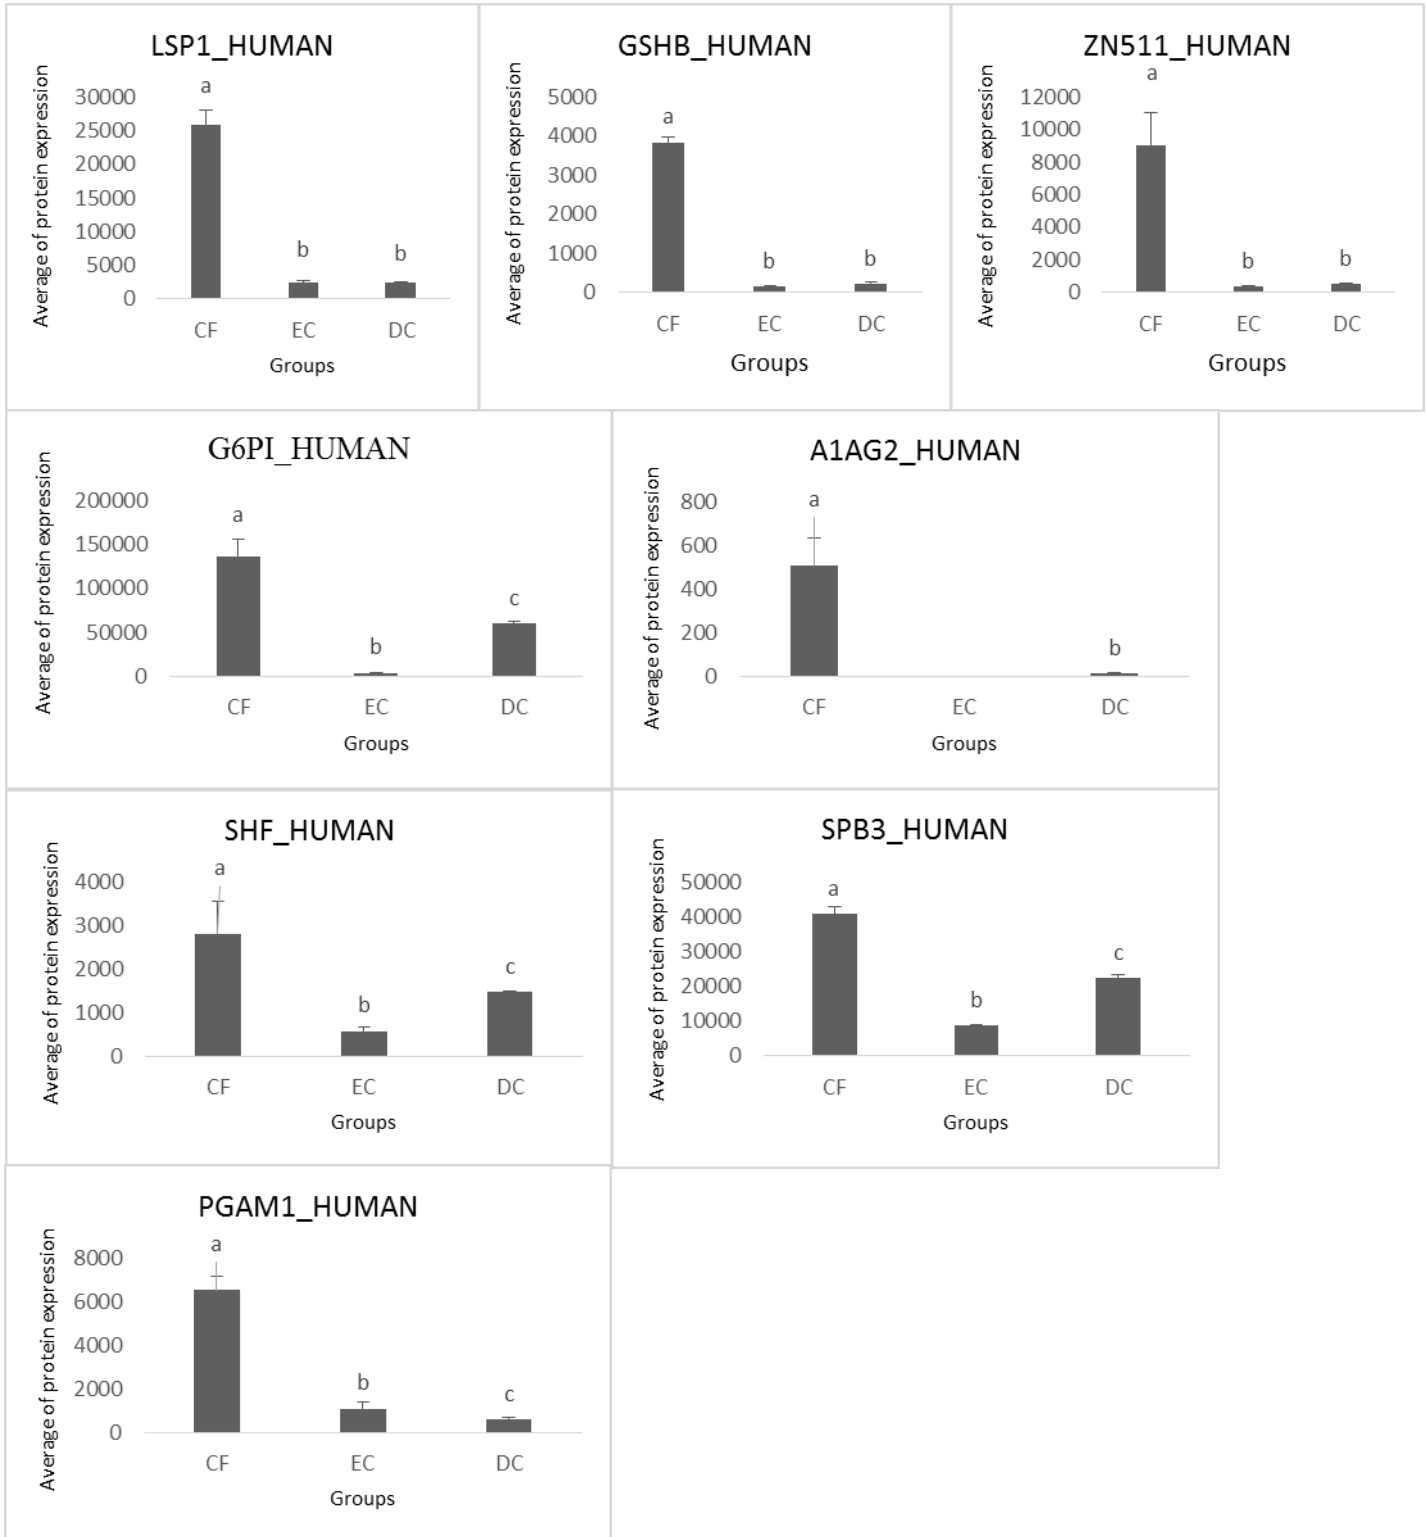 LSP1_HUMAN
Average of protein expression
30000
25000
20000
15000
10000
5000
0
a
b
b
CF
EC
DC
Groups
GSHB_HUMAN
Average of protein expression
5000
4000
3000
2000
1000
0
a
b
b
CF
EC
DC
Groups
ZN511_HUMAN
Average of protein expression
12000
10000
8000
6000
4000
2000
0
a
b
b
CF
EC
DC
Groups
G6PI_HUMAN
Average of protein expression
200000
150000
100000
50000
0
a
b
c
CF
EC
DC
Groups
A1AG2_HUMAN
Average of protein expression
800
600
400
200
0
a
b
CF
EC
DC
Groups
SHF_HUMAN
Average of protein expression
4000
3000
2000
1000
0
a
b
c
CF
EC
DC
Groups
SPB3_HUMAN
Average of protein expression
50000
40000
30000
20000
10000
0
a
b
c
CF
EC
DC
Groups
PGAM1_HUMAN
Average of protein expression
8000
6000
4000
2000
0
a
b
c
CF
EC
DC
Groups